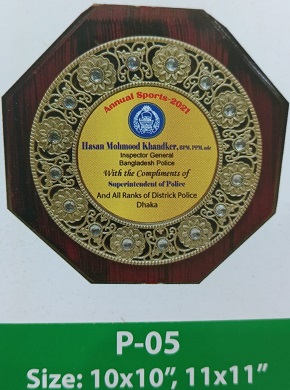 Annual Sports-2021
Hasan Mohmood Khandker, BPM, PPM, ndc
Inspector General
Bangladesh Police
With the Compliments of
Superintendent of Police
And All Ranks of Districk Police
Dhaka
P-05
Size: 10x10", 11x11"